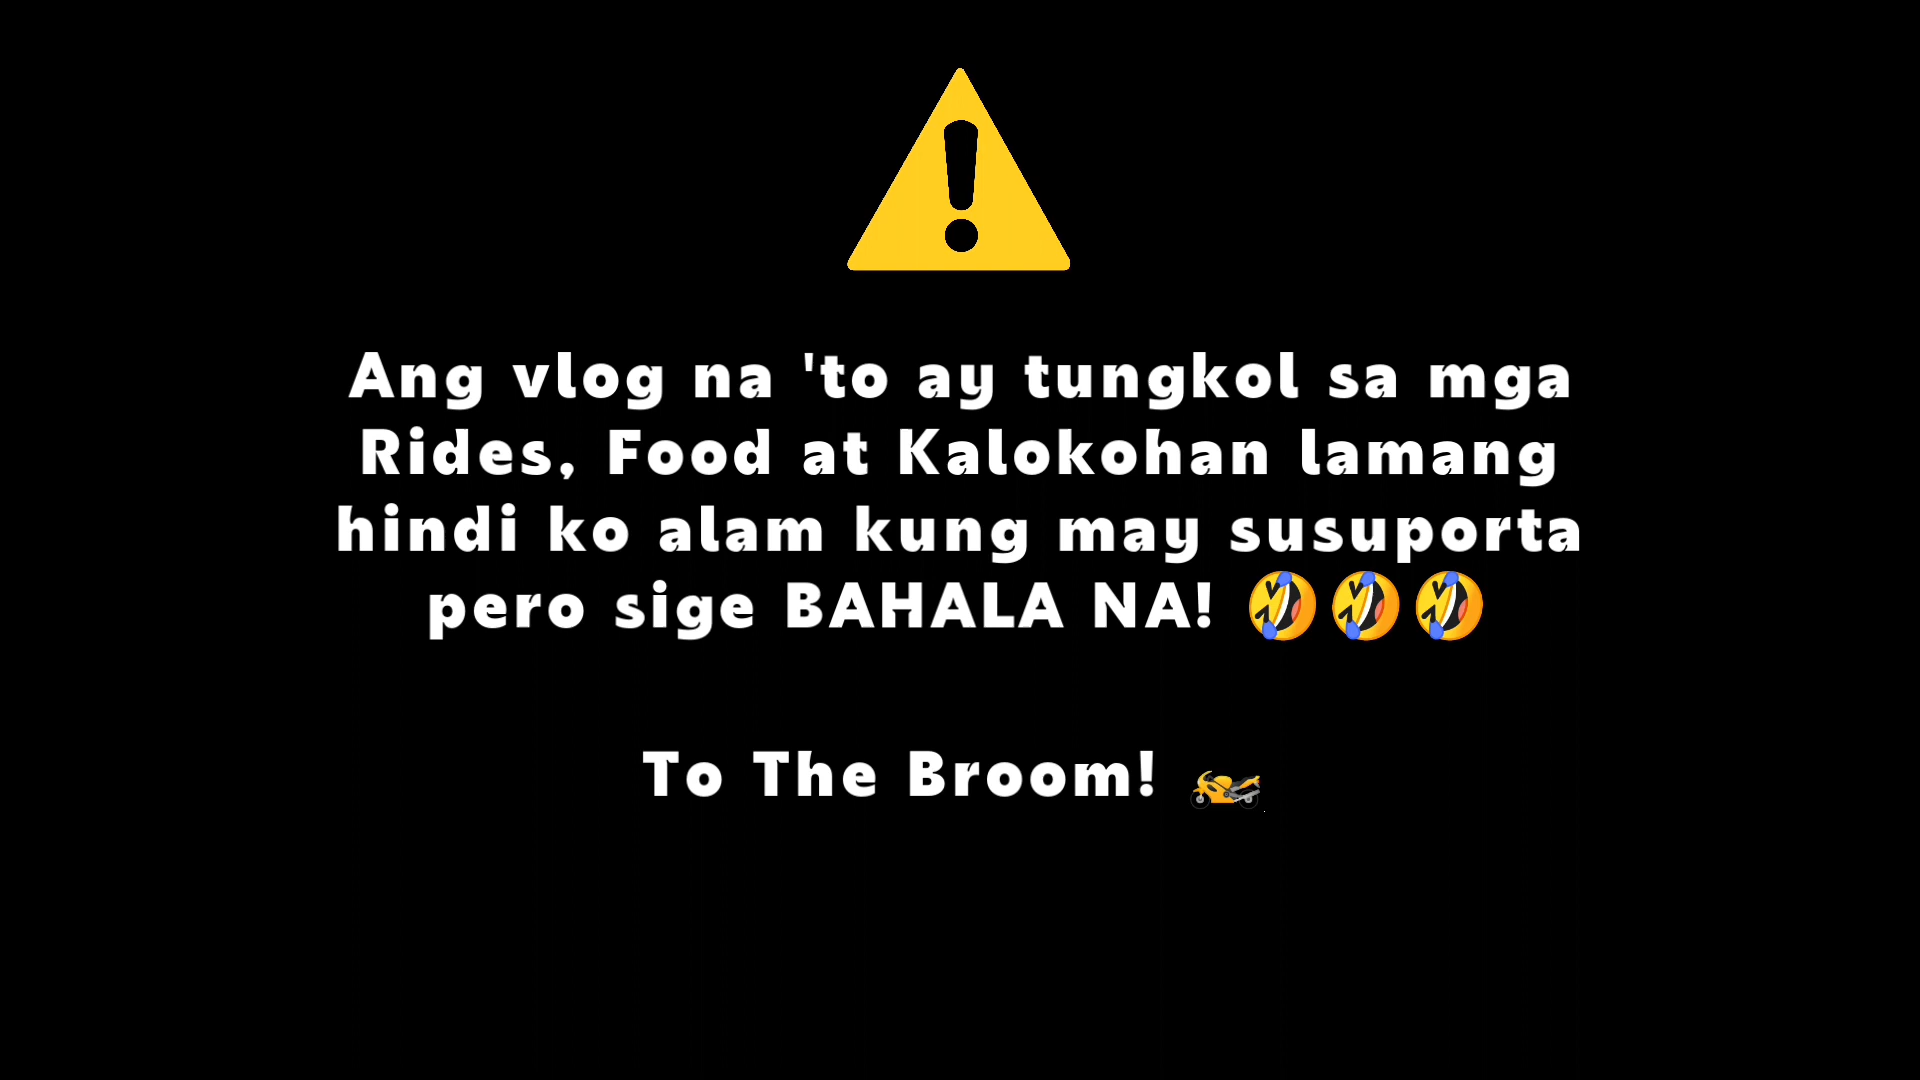 Ang vlog na 'to ay tungkol sa mga
Rides, Food at Kalokohan lamang
hindi ko alam kung may susuporta
pero sige BAHALA NA! 🤣🤣🤣
To The Broom! 🏍️